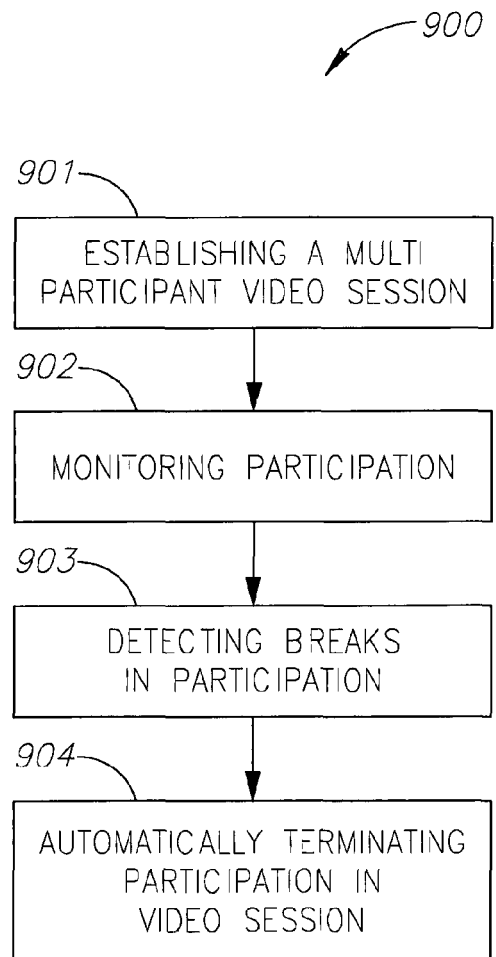 900
901
ESTABLISHING A MULTI
PARTICIPANT VIDEO SESSION
902
MONITORING PARTICIPATION
903
DETECTING BREAKS
IN PARTICIPATION
904
AUTOMATICALLY TERMINATING
PARTICIPATION IN
VIDEO SESSION